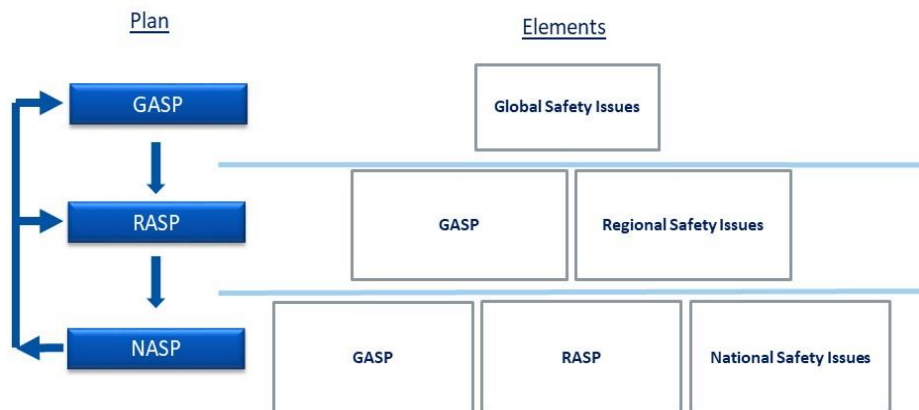 Plan
Elements
GASP
Global Safety Issues
RASP
GASP
Regional Safety Issues
NASP
GASP
RASP
National Safety Issues